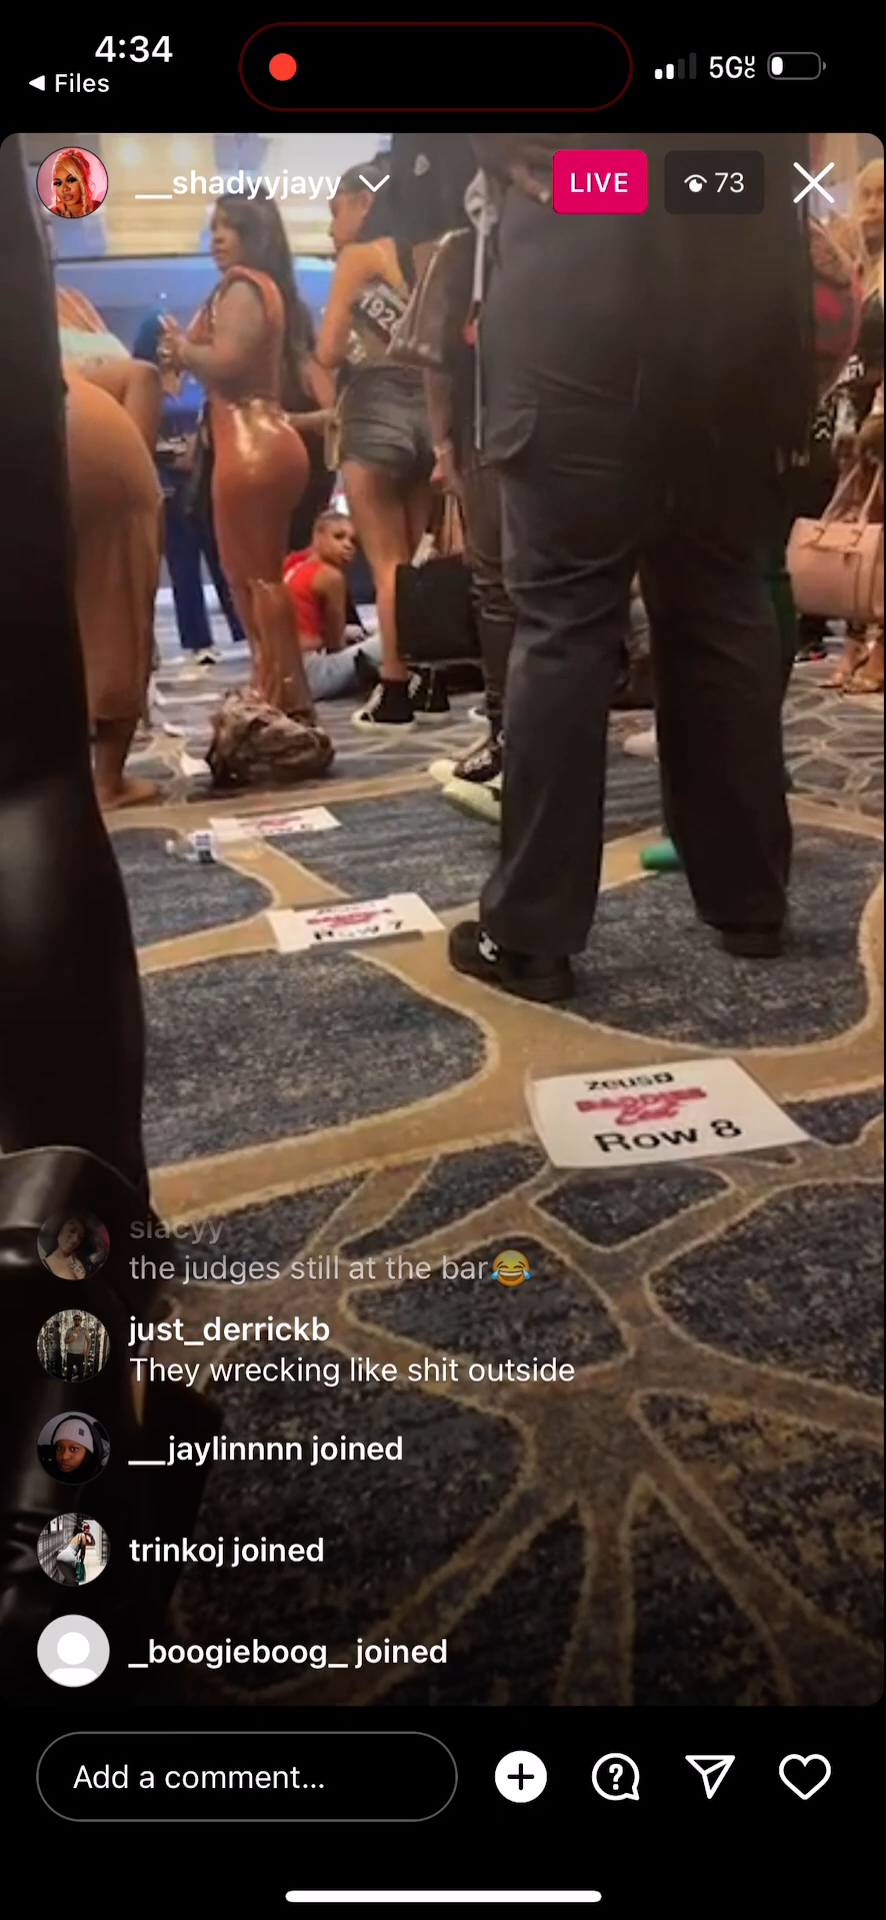 4:34
Files
5G
__shadyyjayy
LIVE
73
192
Row 7
zeus
BADDIES
Row 8
siacyy
the judges still at the bar😂
just_derrickb
They wrecking like shit outside
__jaylinnnn joined
trinkoj joined
_boogieboog_ joined
Add a comment...